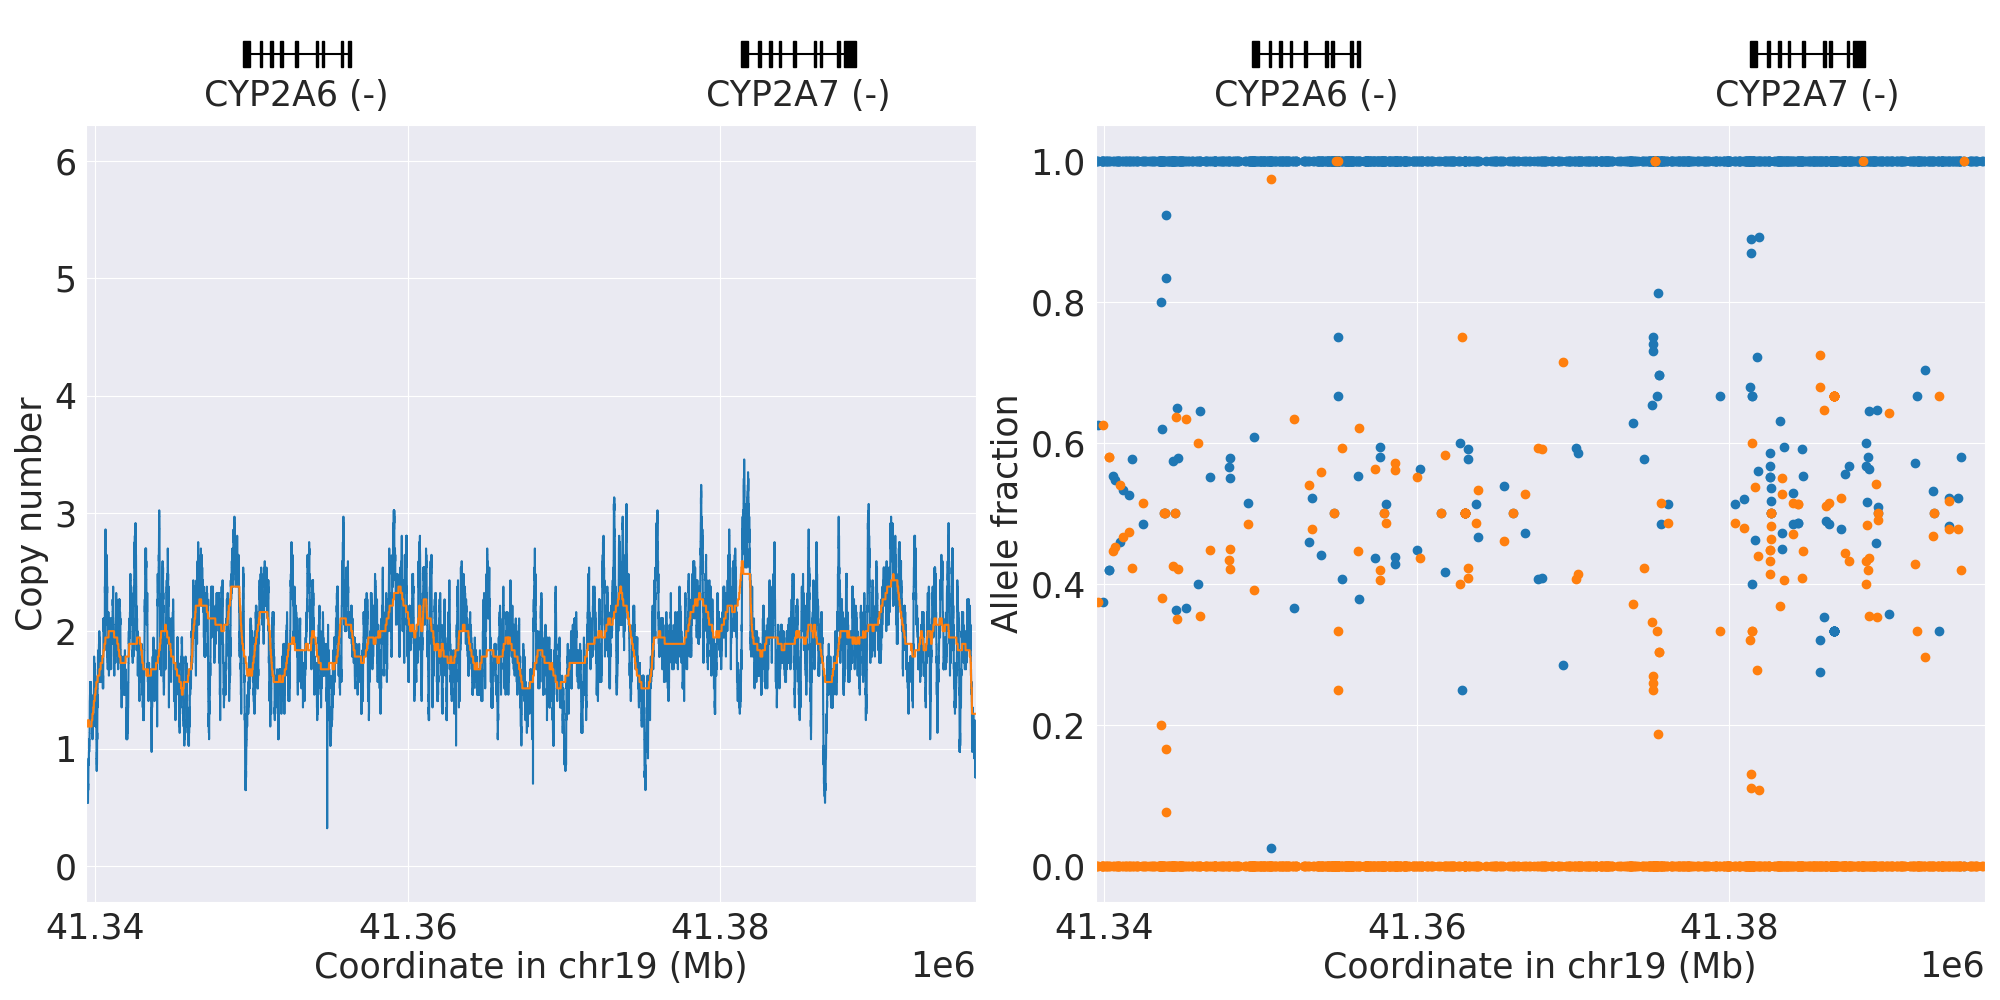 CYP2A6 (-) CYP2A7 (-)
6
5
4
3
2
1
0
Copy number
41.34 41.36 41.38
Coordinate in chr19 (Mb) 1e6
CYP2A6 (-) CYP2A7 (-)
1.0
0.8
0.6
0.4
0.2
0.0
Allele fraction
41.34 41.36 41.38
Coordinate in chr19 (Mb) 1e6